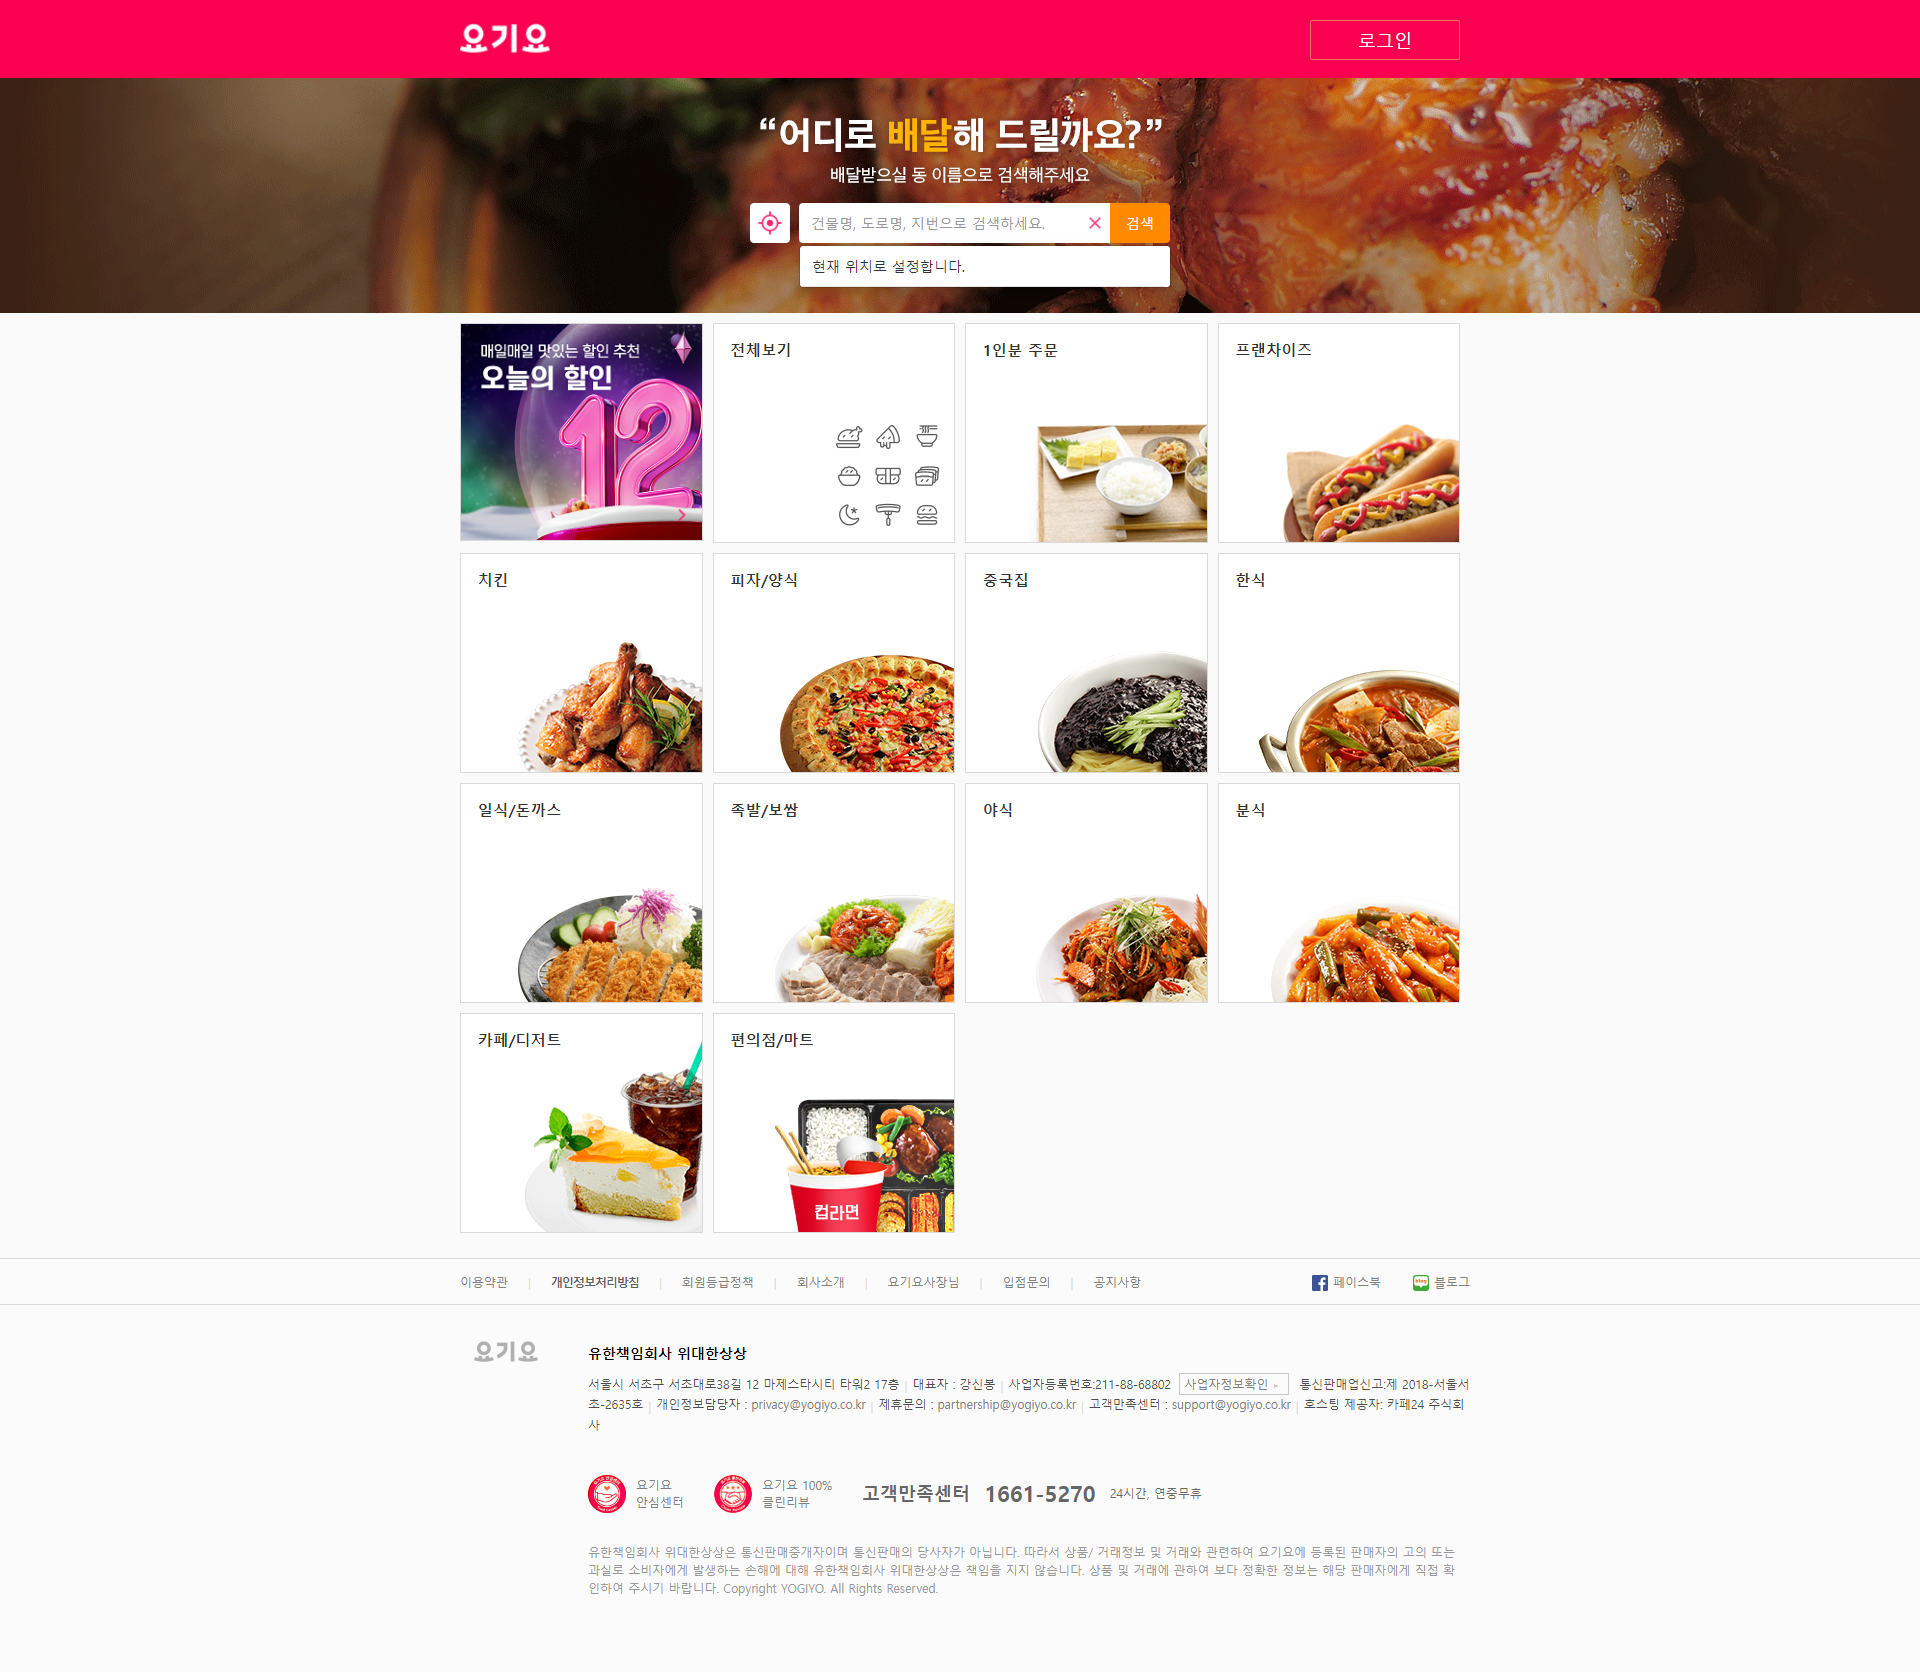 요기요
로그인
“어디로 배달해 드릴까요?”
배달받으실 동 이름으로 검색해주세요
건물명, 도로명, 지번으로 검색하세요.
검색
현재 위치로 설정합니다.
매일매일 맛있는 할인 추천
오늘의 할인
12
전체보기
1인분 주문
프랜차이즈
치킨
피자/양식
중국집
한식
일식/돈까스
족발/보쌈
야식
분식
카페/디저트
편의점/마트
컵라면
이용약관 | 개인정보처리방침 | 회원등급정책 | 회사소개 | 요기요사장님 | 입점문의 | 공지사항
페이스북
블로그
요기요
유한책임회사 위대한상상
서울시 서초구 서초대로38길 12 마제스타시티 타워2 17층 | 대표자 : 강신봉 | 사업자등록번호:211-88-68802 사업자정보확인 통신판매업신고:제 2018-서울서
초-2635호 | 개인정보담당자 : privacy@yogiyo.co.kr | 제휴문의 : partnership@yogiyo.co.kr | 고객만족센터 : support@yogiyo.co.kr | 호스팅 제공자: 카페24 주식회
사
요기요
안심센터
요기요 100%
클린리뷰
고객만족센터 1661-5270 24시간, 연중무휴
유한책임회사 위대한상상은 통신판매중개자이며 통신판매의 당사자가 아닙니다. 따라서 상품/ 거래정보 및 거래와 관련하여 요기요에 등록된 판매자의 고의 또는
과실로 소비자에게 발생하는 손해에 대해 유한책임회사 위대한상상은 책임을 지지 않습니다. 상품 및 거래에 관하여 보다 정확한 정보는 해당 판매자에게 직접 확
인하여 주시기 바랍니다. Copyright YOGIYO. All Rights Reserved.